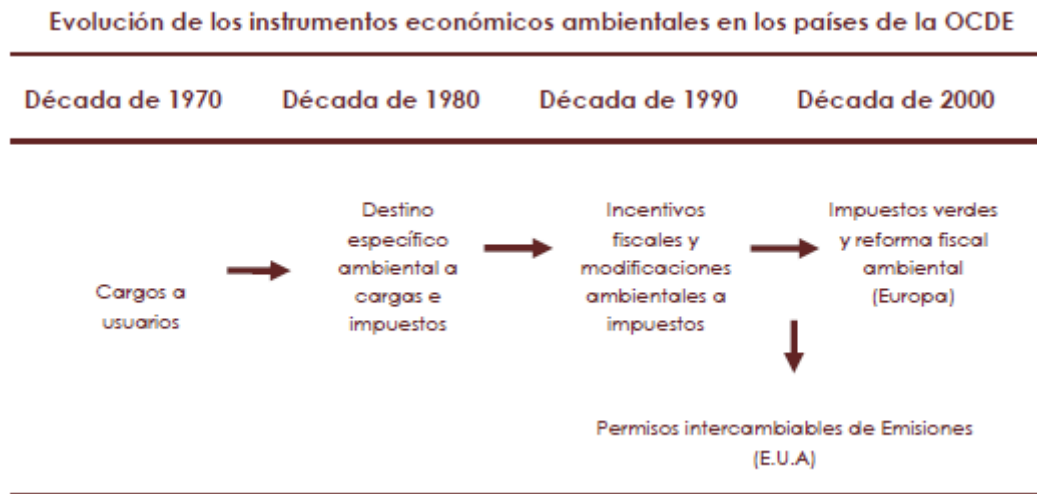 Evolución de los instrumentos económicos ambientales en los países de la OCDE
Década de 1970
Década de 1980
Década de 1990
Década de 2000
Cargos a
usuarios
Destino
específico
ambiental a
cargas e
impuestos
Incentivos
fiscales y
modificaciones
ambientales a
impuestos
Impuestos verdes
y reforma fiscal
ambiental
(Europa)
Permisos intercambiables de Emisiones
(E.U.A)